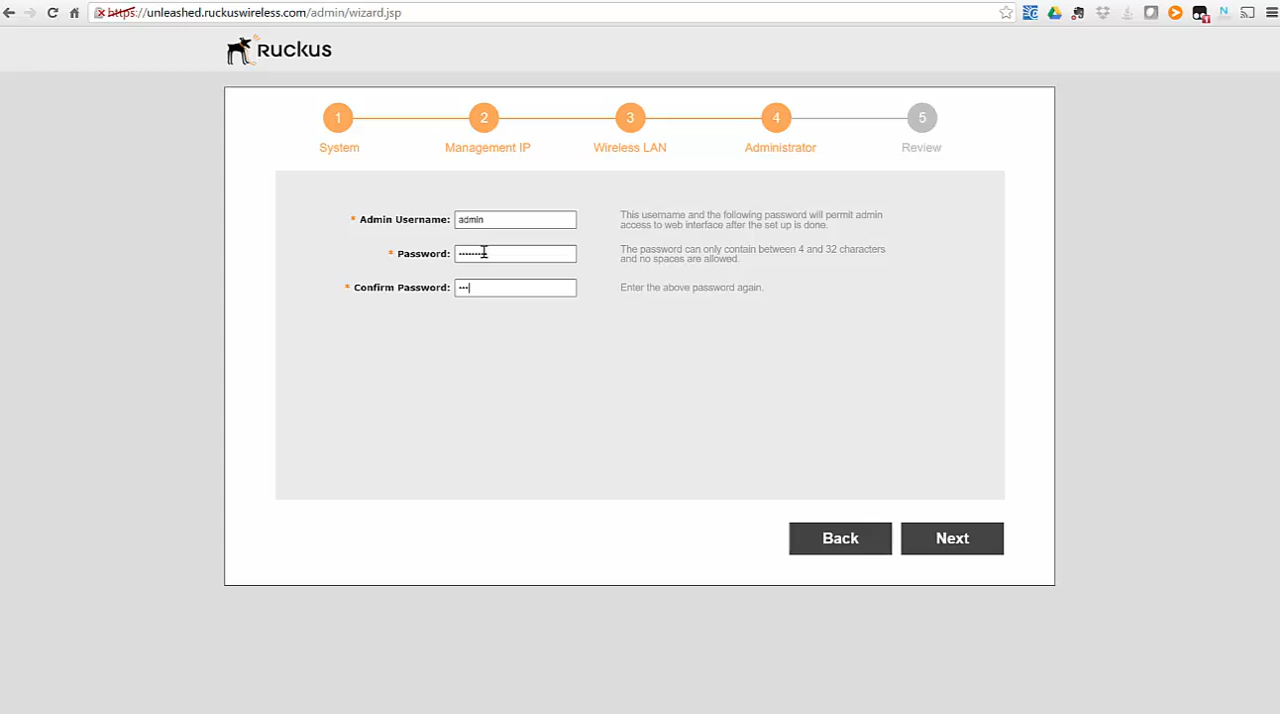 https://unleashed.ruckuswireless.com/admin/wizard.jsp
Ruckus
1 2 3 4 5
System Management IP Wireless LAN Administrator Review
* Admin Username: admin
This username and the following password will permit admin
access to web interface after the set up is done.
* Password:
The password can only contain between 4 and 32 characters
and no spaces are allowed.
* Confirm Password:
Enter the above password again.
Back Next